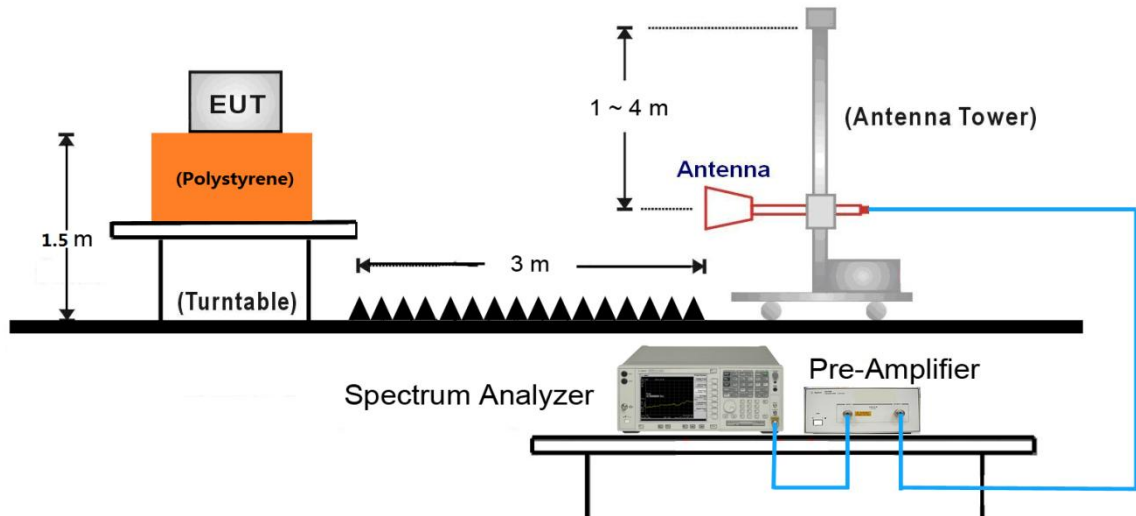 EUT
(Polystyrene)
1.5 m
(Turntable)
3 m
1 ~ 4 m
Antenna
(Antenna Tower)
Spectrum Analyzer
Pre-Amplifier